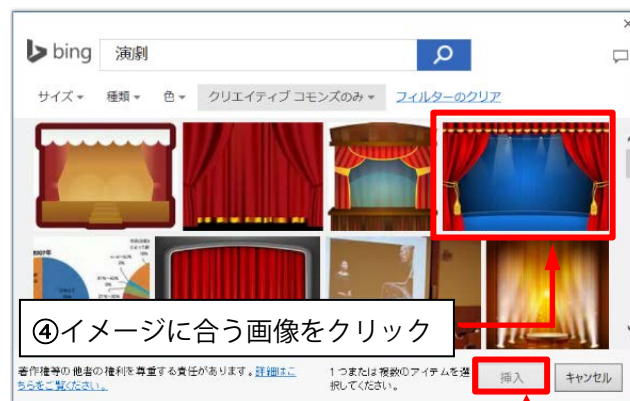 bing 演劇
サイズ 種類 色 クリエイティブ コモンズのみ フィルターのクリア
2007年
④イメージに合う画像をクリック
著作権等の他者の権利を尊重する責任があります。詳細はこ
ちらをご覧ください。
1つまたは複数のアイテムを選
択してください。
挿入 キャンセル